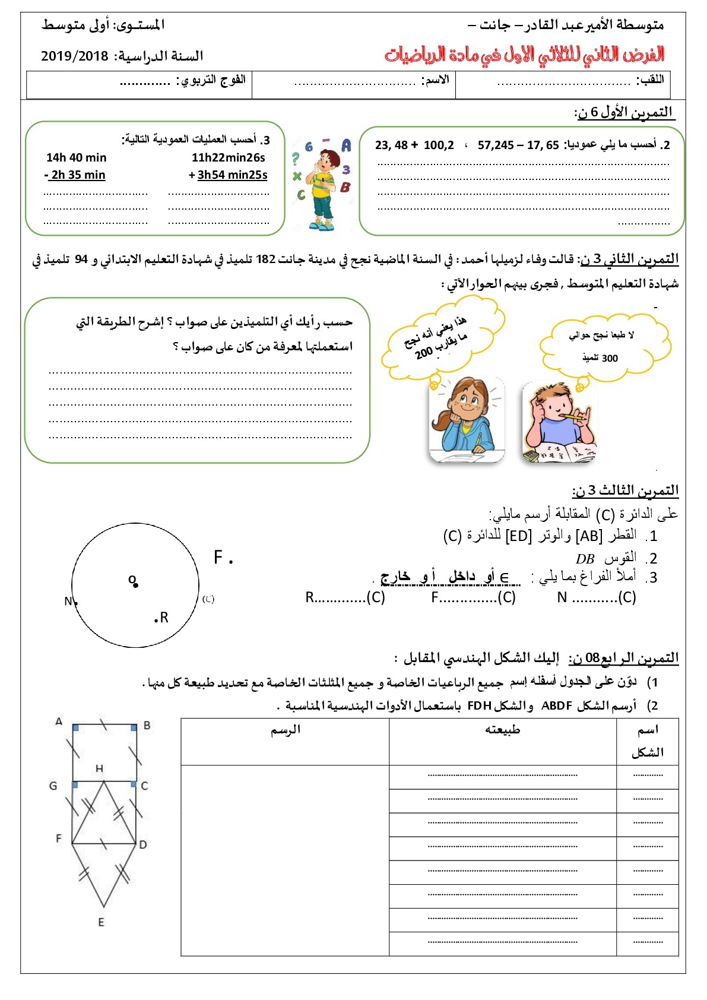 متوسطة الأمير عبد القادر – جانت –
المستوى: أولى متوسط
الفرض الثاني للثلاثي الاول في مادة الرياضيات
السنة الدراسية: 2019/2018
اللقب: ................................ الاسم: ............................. الفوج التربوي: .............
التمرين الأول 6 ن:
2. أحسب ما يلي عموديا: 57,245 – 17, 65 ، 23, 48 + 100,2
3. أحسب العمليات العمودية التالية:
11h22min26s 14h 40 min
+ 3h54 min25s - 2h 35 min
6 A ? 3 x B C
التمرين الثاني 3 ن: قالت وفاء لزميلها أحمد : في السنة الماضية نجح في مدينة جانت 182 تلميذ في شهادة التعليم الابتدائي و 94 تلميذ في
شهادة التعليم المتوسط , فجرى بينهم الحوار الآتي :
لا طبعا نجح حوالي
300 تلميذ
هذا يعني أنه نجح
ما يقارب 200
حسب رأيك أي التلميذين على صواب ؟ إشرح الطريقة التي
استعملتها لمعرفة من كان على صواب ؟
التمرين الثالث 3 ن:
على الدائرة (C) المقابلة أرسم مايلي:
1. القطر [AB] والوتر [ED] للدائرة (C)
2. القوس DB
3. أملأ الفراغ بما يلي : ∈ أو داخل أو خارج .
R.............(C) F..............(C) N ...........(C)
F .
O
N
(C)
.R
التمرين الرابع08 ن: إليك الشكل الهندسي المقابل :
1) دوّن على الجدول أسفله إسم جميع الرباعيات الخاصة و جميع المثلثات الخاصة مع تحديد طبيعة كل منها .
2) أرسم الشكل ABDF والشكل FDH باستعمال الأدوات الهندسية المناسبة .
اسم الشكل طبيعته الرسم
A B
H
G C
F D
E